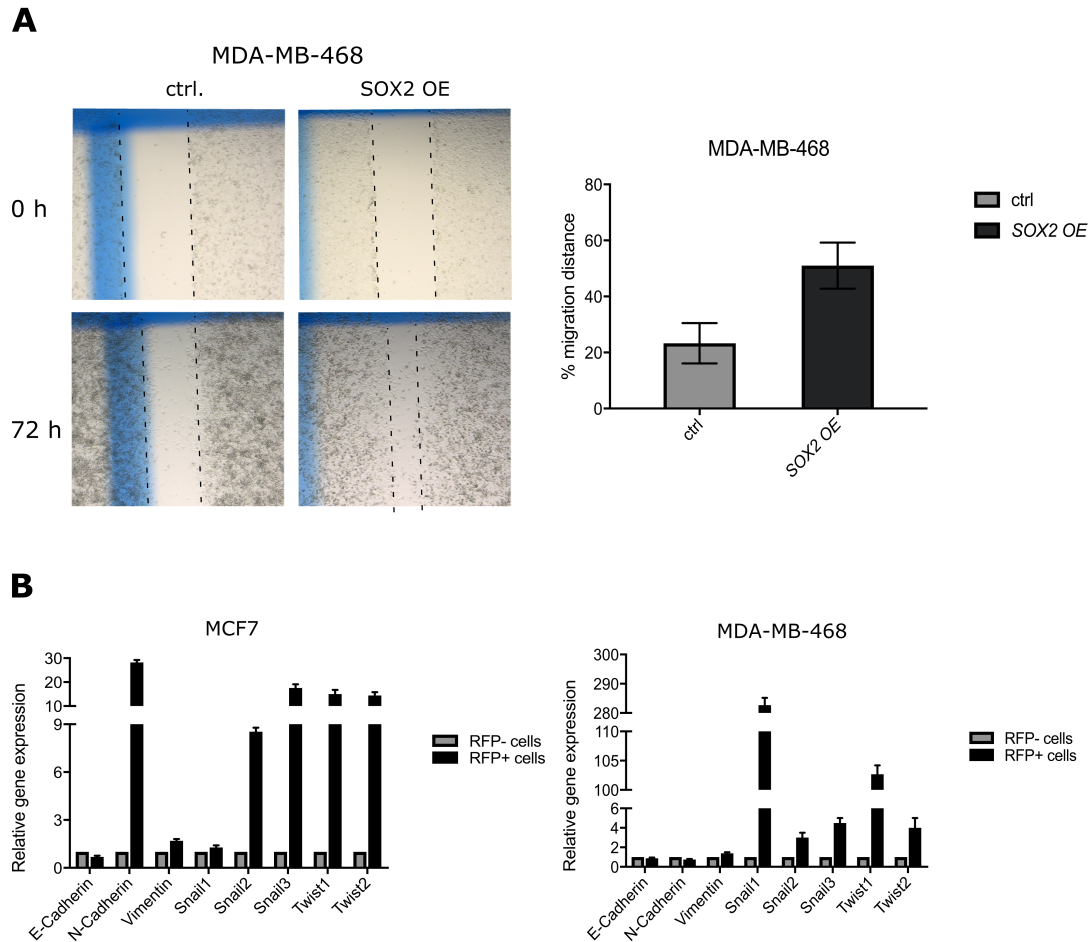 A
MDA-MB-468
ctrl.
SOX2 OE
0 h
72 h
MDA-MB-468
% migration distance
80
60
40
20
0
ctrl
SOX2 OE
ctrl
SOX2 OE
B
MCF7
Relative gene expression
30
20
10
9
6
3
0
E-Cadherin
N-Cadherin
Vimentin
Snail1
Snail2
Snail3
Twist1
Twist2
RFP- cells
RFP+ cells
MDA-MB-468
Relative gene expression
300
290
280
110
105
100
6
4
2
0
E-Cadherin
N-Cadherin
Vimentin
Snail1
Snail2
Snail3
Twist1
Twist2
RFP- cells
RFP+ cells